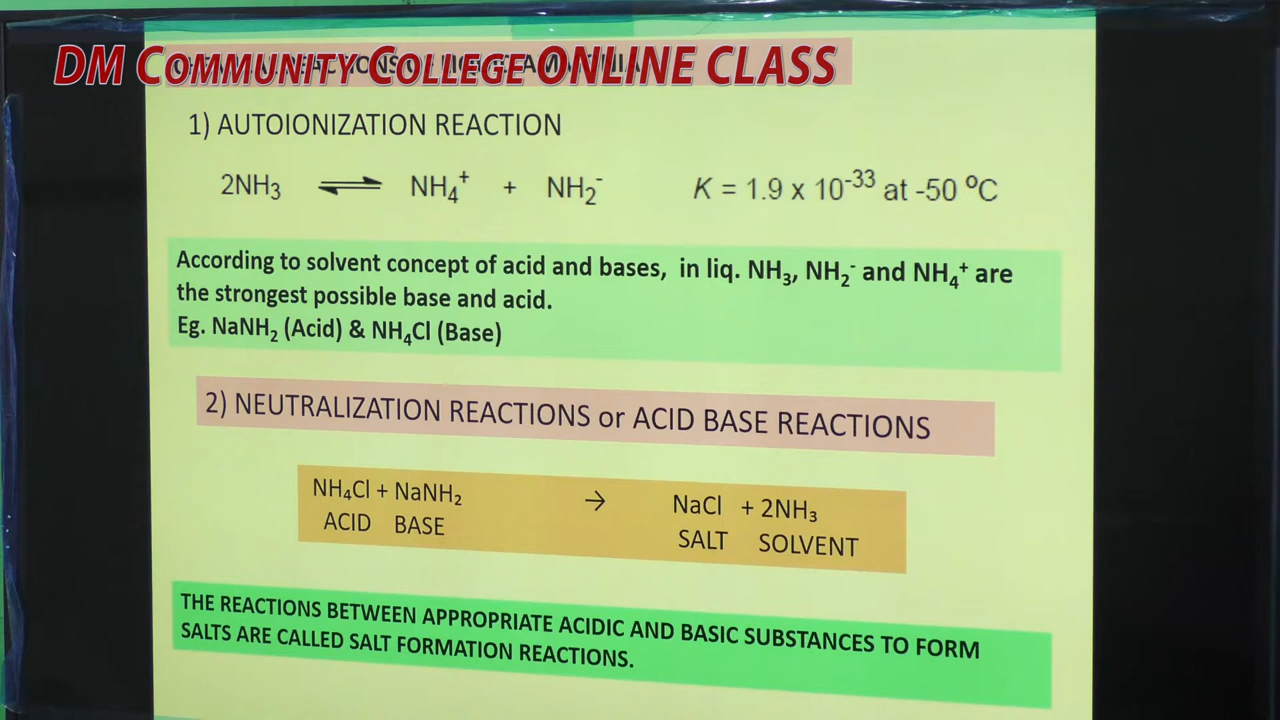 DM COMMUNITY COLLEGE ONLINE CLASS
1) AUTOIONIZATION REACTION
2NH₃ ⇌ NH₄⁺ + NH₂⁻ K = 1.9 x 10⁻³³ at -50 ⁰C
According to solvent concept of acid and bases, in liq. NH₃, NH₂⁻ and NH₄⁺ are
the strongest possible base and acid.
Eg. NaNH₂ (Acid) & NH₄Cl (Base)
2) NEUTRALIZATION REACTIONS or ACID BASE REACTIONS
NH₄Cl + NaNH₂ → NaCl + 2NH₃
ACID BASE SALT SOLVENT
THE REACTIONS BETWEEN APPROPRIATE ACIDIC AND BASIC SUBSTANCES TO FORM
SALTS ARE CALLED SALT FORMATION REACTIONS.